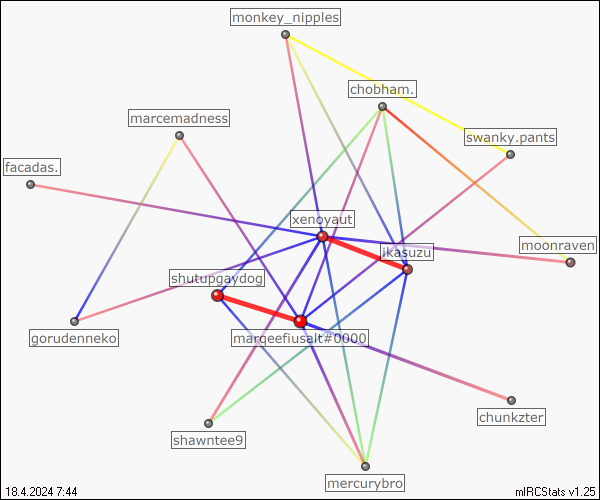 monkey_nipples
chobham.
marcemadness
swanky.pants
facadas.
xenoyaut
moonraven
ikasuzu
shutupgaydog
gorudenneko
marqeefiusalt#0000
chunkzter
shawntee9
mercurybro
18.4.2024 7:44
mIRCStats v1.25